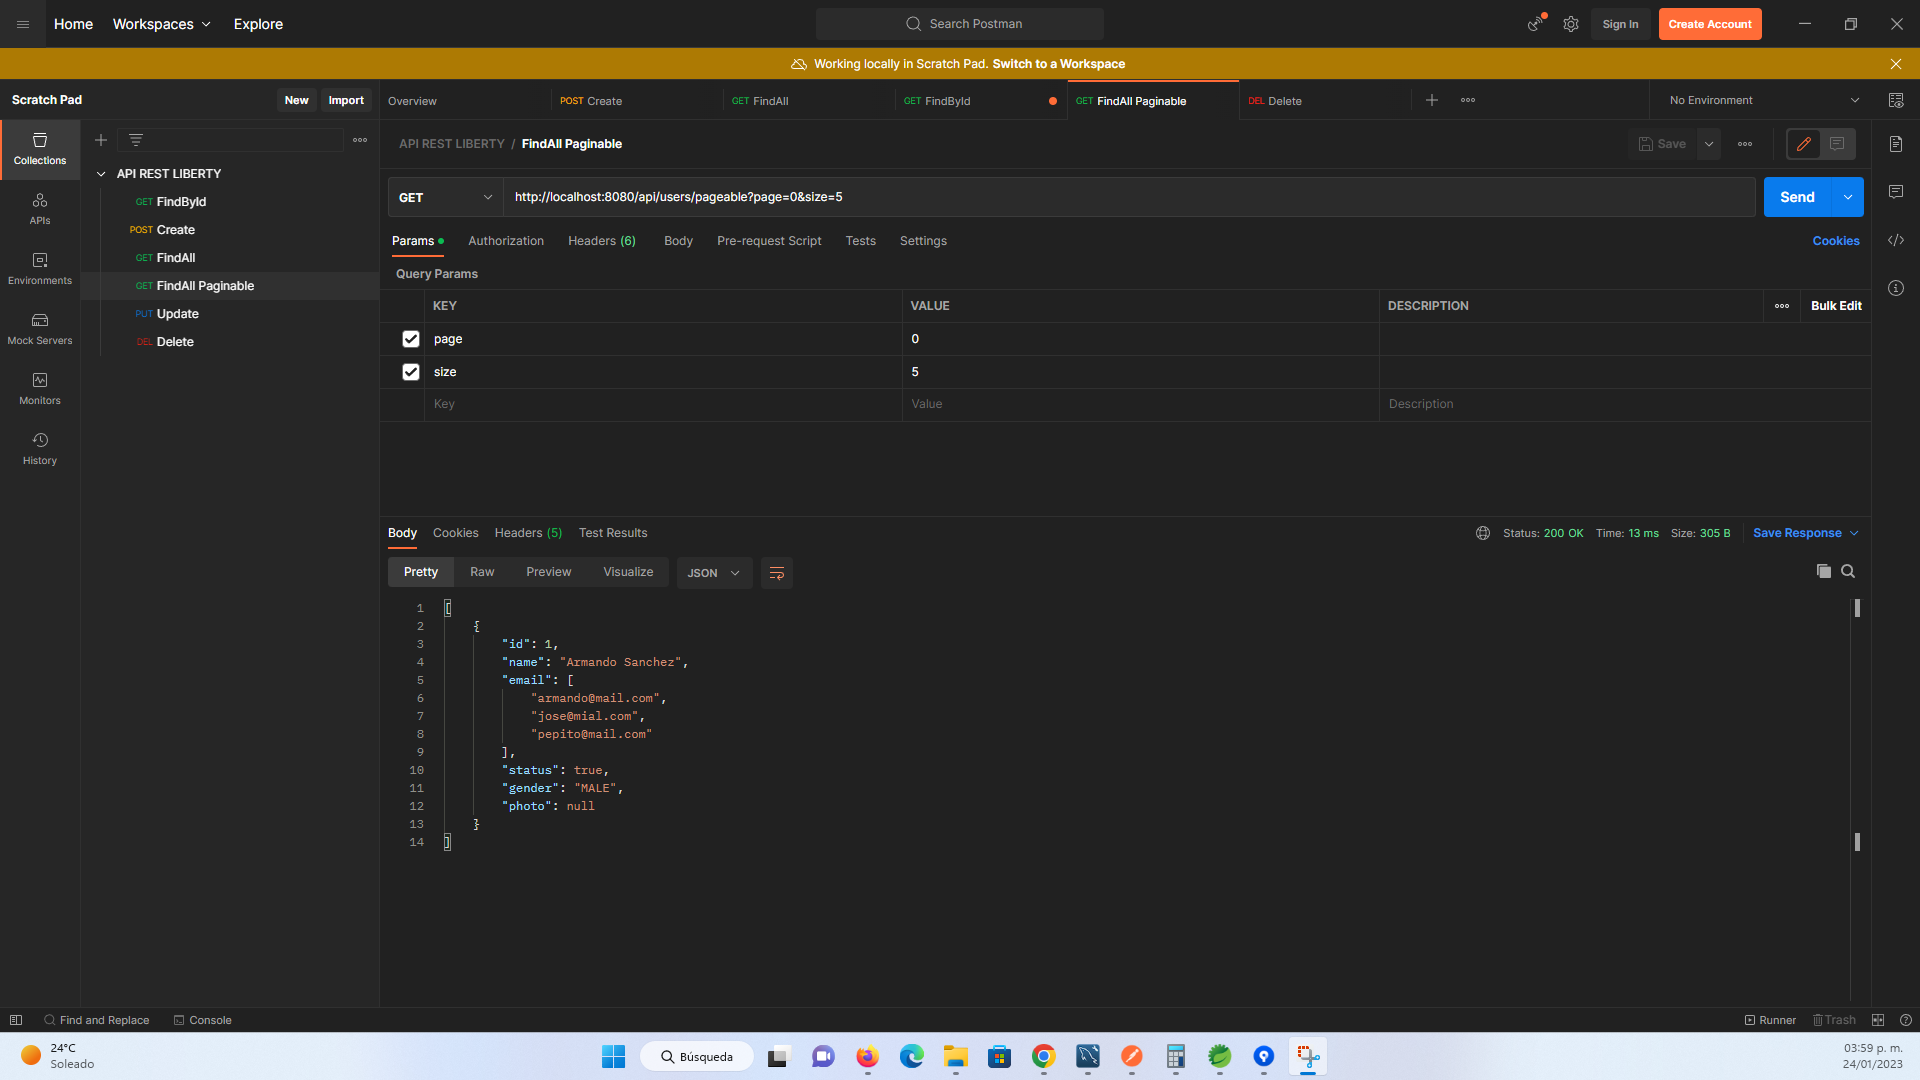 Home Workspaces Explore Search Postman Sign In Create Account
Working locally in Scratch Pad. Switch to a Workspace
Scratch Pad New Import Overview POST Create GET FindAll GET FindById GET FindAll Paginable DEL Delete No Environment
Collections
APIs
Environments
Mock Servers
Monitors
History
API REST LIBERTY
GET FindById
POST Create
GET FindAll
GET FindAll Paginable
PUT Update
DEL Delete
API REST LIBERTY / FindAll Paginable Save
GET http://localhost:8080/api/users/pageable?page=0&size=5 Send
Params Authorization Headers (6) Body Pre-request Script Tests Settings Cookies
Query Params
KEY VALUE DESCRIPTION Bulk Edit
page 0
size 5
Key Value Description
Body Cookies Headers (5) Test Results Status: 200 OK Time: 13 ms Size: 305 B Save Response
Pretty Raw Preview Visualize JSON
1 [
2 {
3 "id": 1,
4 "name": "Armando Sanchez",
5 "email": [
6 "armando@mail.com",
7 "jose@mial.com",
8 "pepito@mail.com"
9 ],
10 "status": true,
11 "gender": "MALE",
12 "photo": null
13 }
14 ]
Find and Replace Console Runner Trash
24°C
Soleado
Búsqueda
03:59 p. m.
24/01/2023